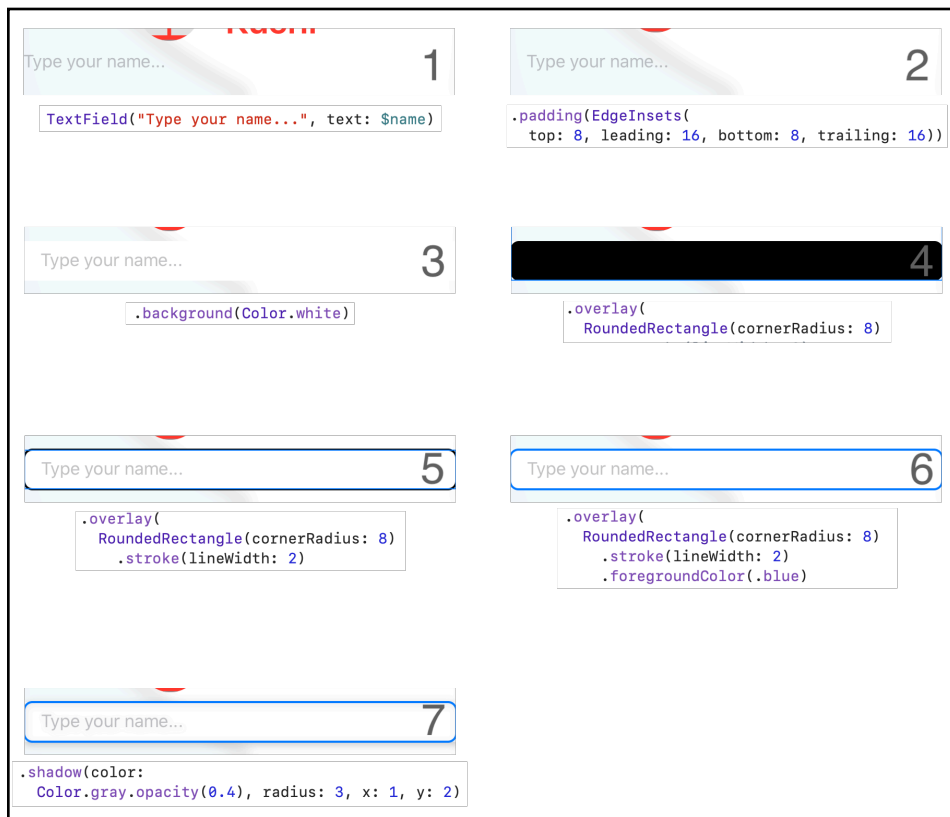 Type your name...
1
TextField("Type your name...", text: $name)
Type your name...
2
.padding(EdgeInsets(
top: 8, leading: 16, bottom: 8, trailing: 16))
Type your name...
3
.background(Color.white)
4
.overlay(
RoundedRectangle(cornerRadius: 8)
Type your name...
5
.overlay(
RoundedRectangle(cornerRadius: 8)
.stroke(lineWidth: 2)
Type your name...
6
.overlay(
RoundedRectangle(cornerRadius: 8)
.stroke(lineWidth: 2)
.foregroundColor(.blue)
Type your name...
7
.shadow(color:
Color.gray.opacity(0.4), radius: 3, x: 1, y: 2)